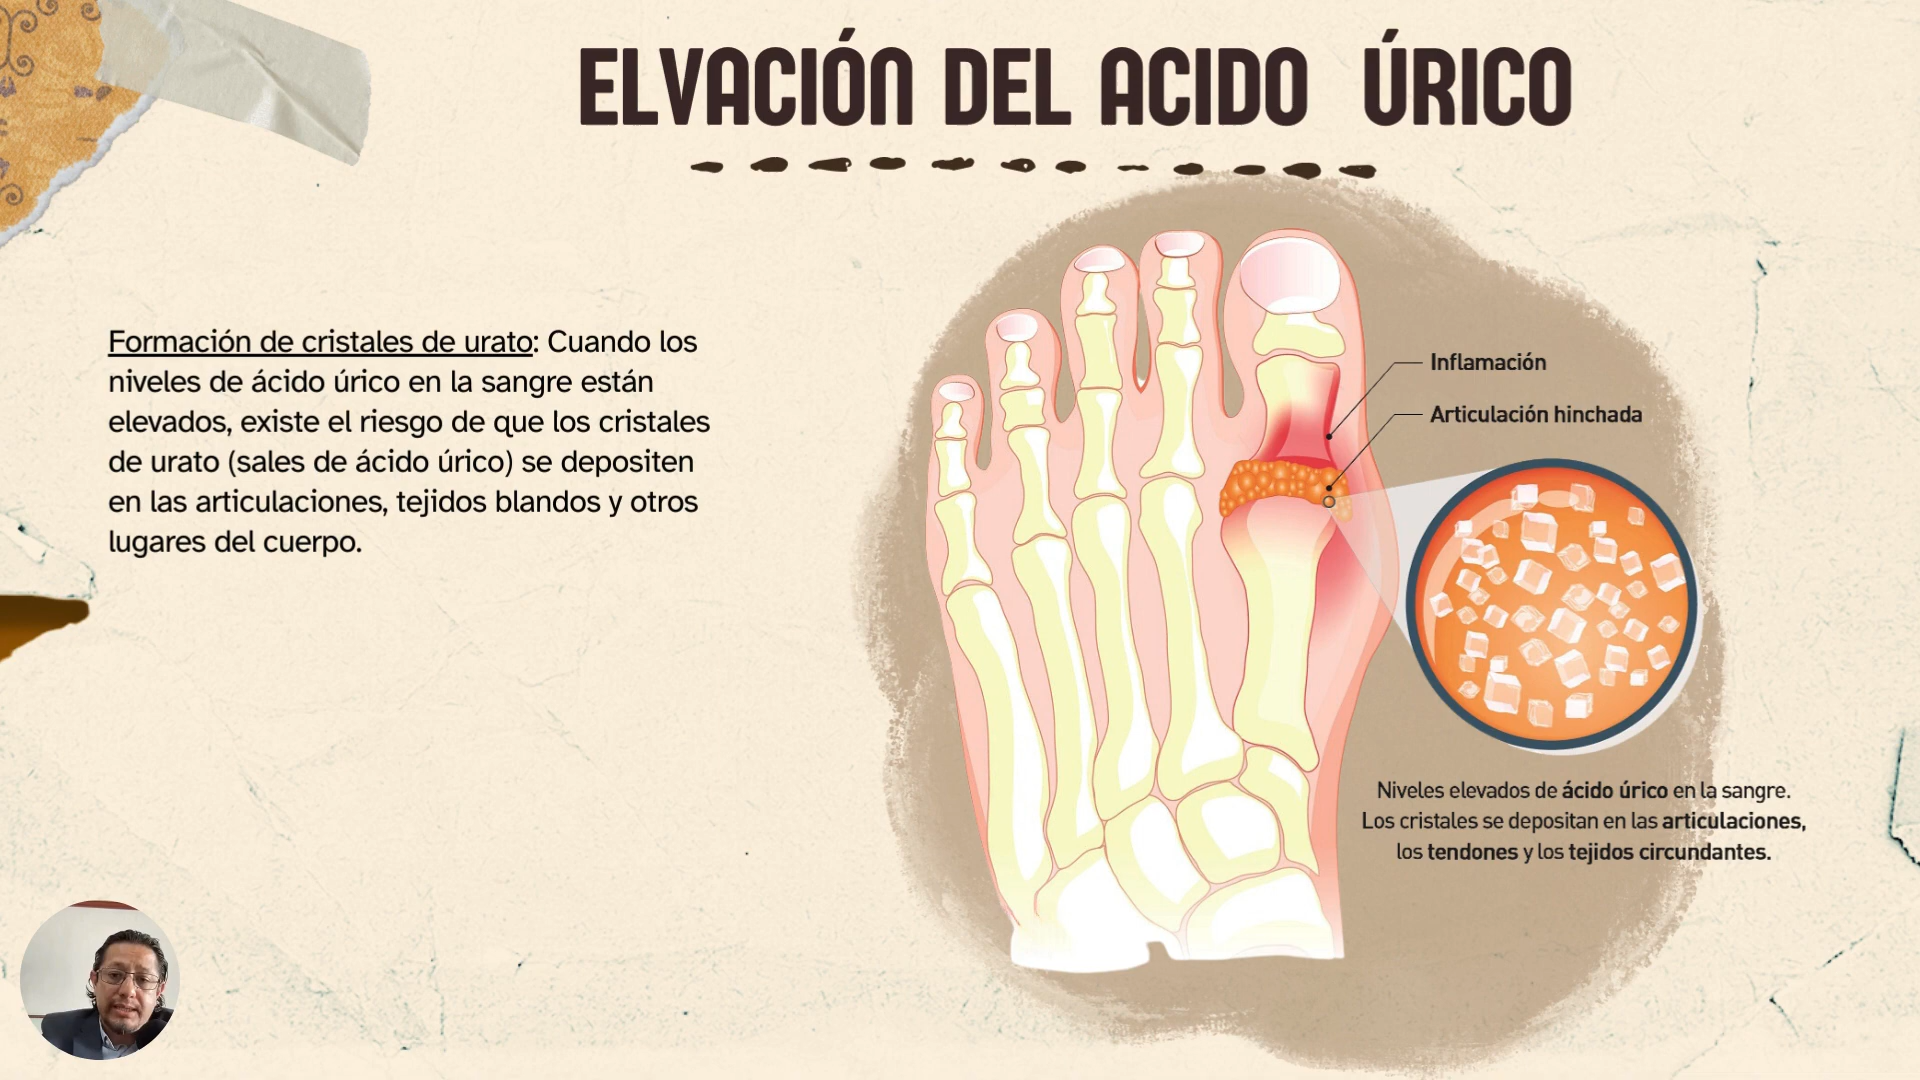 ELVACIÓN DEL ACIDO ÚRICO
Formación de cristales de urato: Cuando los
niveles de ácido úrico en la sangre están
elevados, existe el riesgo de que los cristales
de urato (sales de ácido úrico) se depositen
en las articulaciones, tejidos blandos y otros
lugares del cuerpo.
Inflamación
Articulación hinchada
Niveles elevados de ácido úrico en la sangre.
Los cristales se depositan en las articulaciones,
los tendones y los tejidos circundantes.